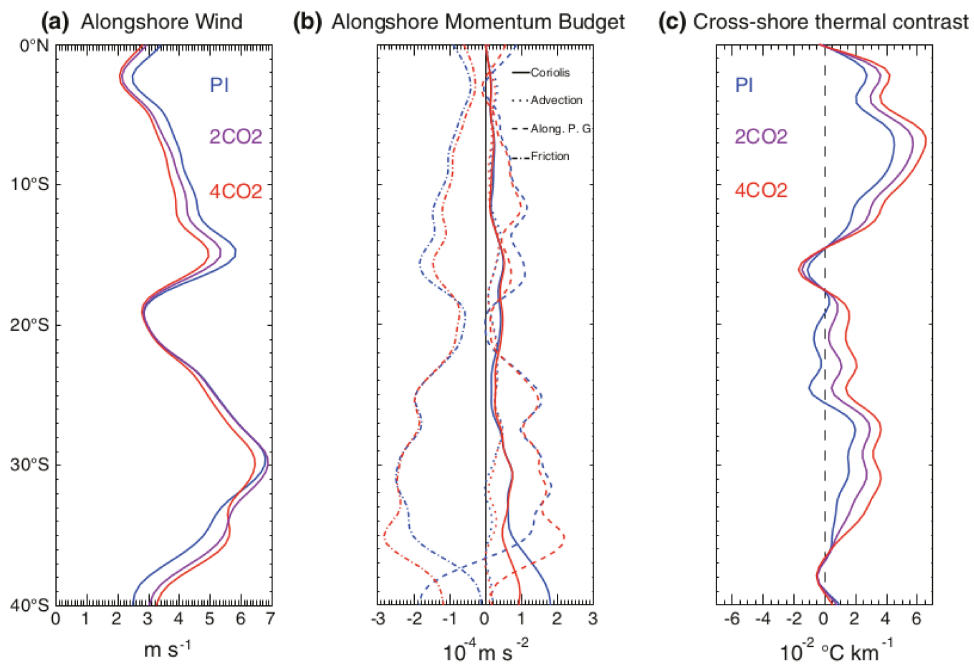 (a) Alongshore Wind
(b) Alongshore Momentum Budget
(c) Cross-shore thermal contrast
0°N
10°S
20°S
30°S
40°S
PI
2CO2
4CO2
0 1 2 3 4 5 6 7
m s-1
Coriolis
Advection
Along. P. G
Friction
-3 -2 -1 0 1 2 3
10-4m s-2
PI
2CO2
4CO2
-6 -4 -2 0 2 4 6
10-2 °C km-1